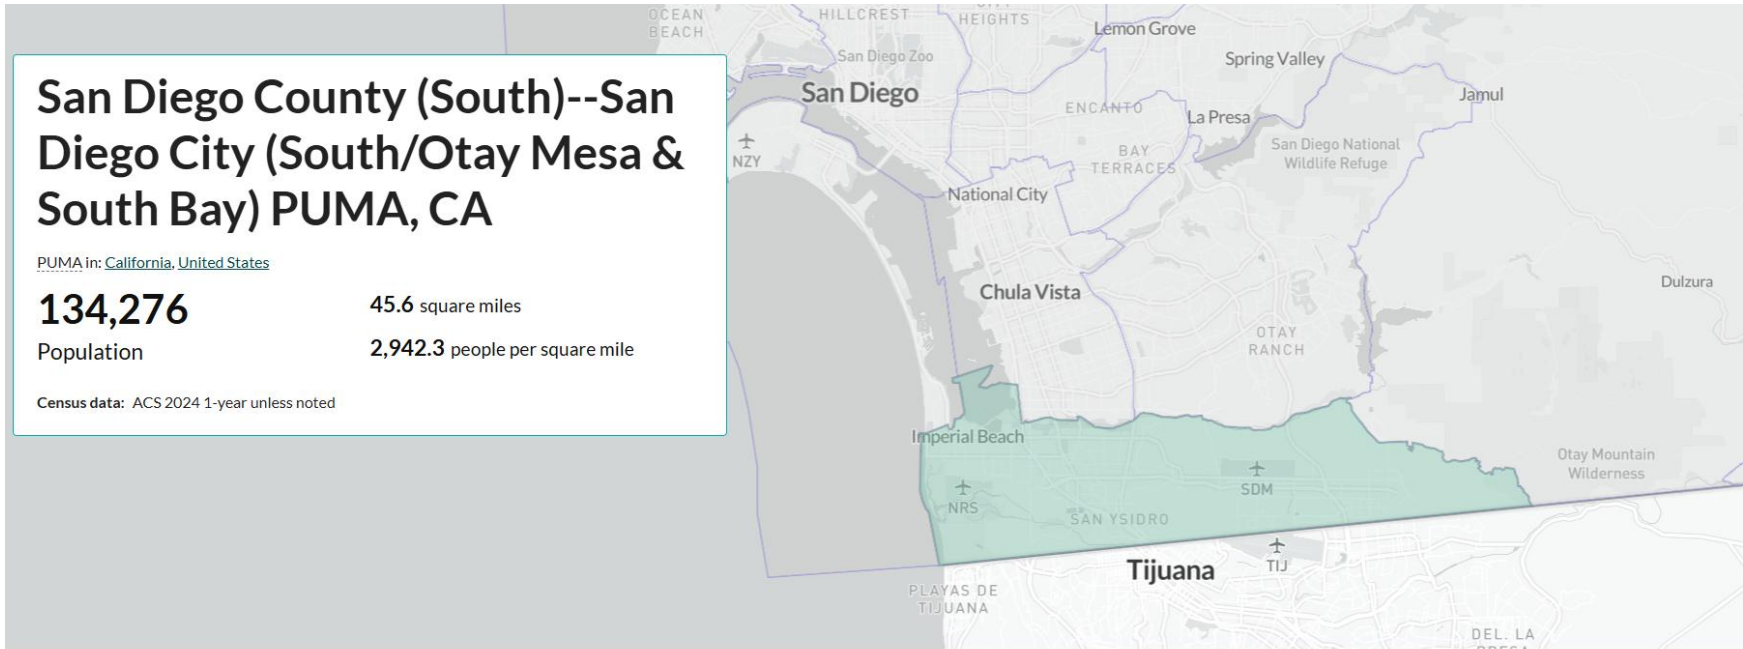 San Diego County (South)--San
Diego City (South/Otay Mesa &
South Bay) PUMA, CA
PUMA in: California, United States
134,276
Population
45.6 square miles
2,942.3 people per square mile
Census data: ACS 2024 1-year unless noted
OCEAN
BEACH
HILLCREST
HEIGHTS
Lemon Grove
San Diego Zoo
Spring Valley
San Diego
Jamul
ENCANTO
La Presa
NZY
BAY
TERRACES
San Diego National
Wildlife Refuge
National City
Chula Vista
Dulzura
OTAY
RANCH
Imperial Beach
Otay Mountain
Wilderness
SDM
NRS
SAN YSIDRO
Tijuana
TIJ
PLAYAS DE
TIJUANA
DEL. LA